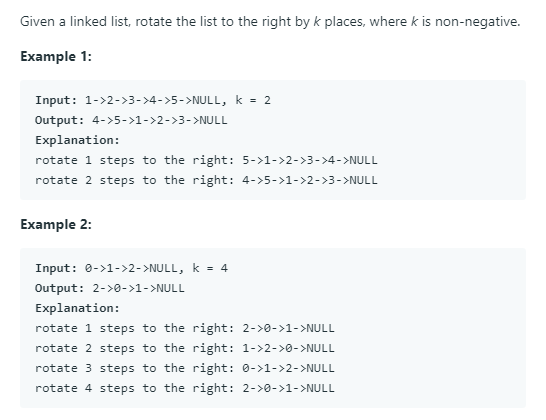 Given a linked list, rotate the list to the right by k places, where k is non-negative.
Example 1:
Input: 1->2->3->4->5->NULL, k = 2
Output: 4->5->1->2->3->NULL
Explanation:
rotate 1 steps to the right: 5->1->2->3->4->NULL
rotate 2 steps to the right: 4->5->1->2->3->NULL
Example 2:
Input: 0->1->2->NULL, k = 4
Output: 2->0->1->NULL
Explanation:
rotate 1 steps to the right: 2->0->1->NULL
rotate 2 steps to the right: 1->2->0->NULL
rotate 3 steps to the right: 0->1->2->NULL
rotate 4 steps to the right: 2->0->1->NULL